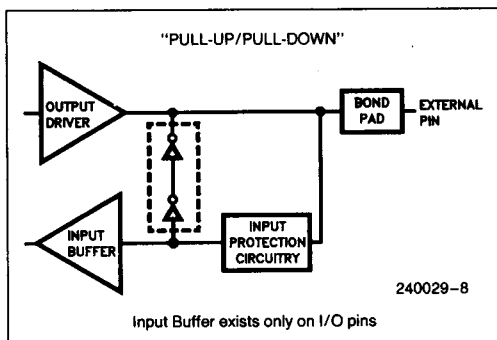 "PULL-UP/PULL-DOWN"
OUTPUT
DRIVER
BOND
PAD
EXTERNAL
PIN
INPUT
BUFFER
INPUT
PROTECTION
CIRCUITRY
240029-8
Input Buffer exists only on I/O pins